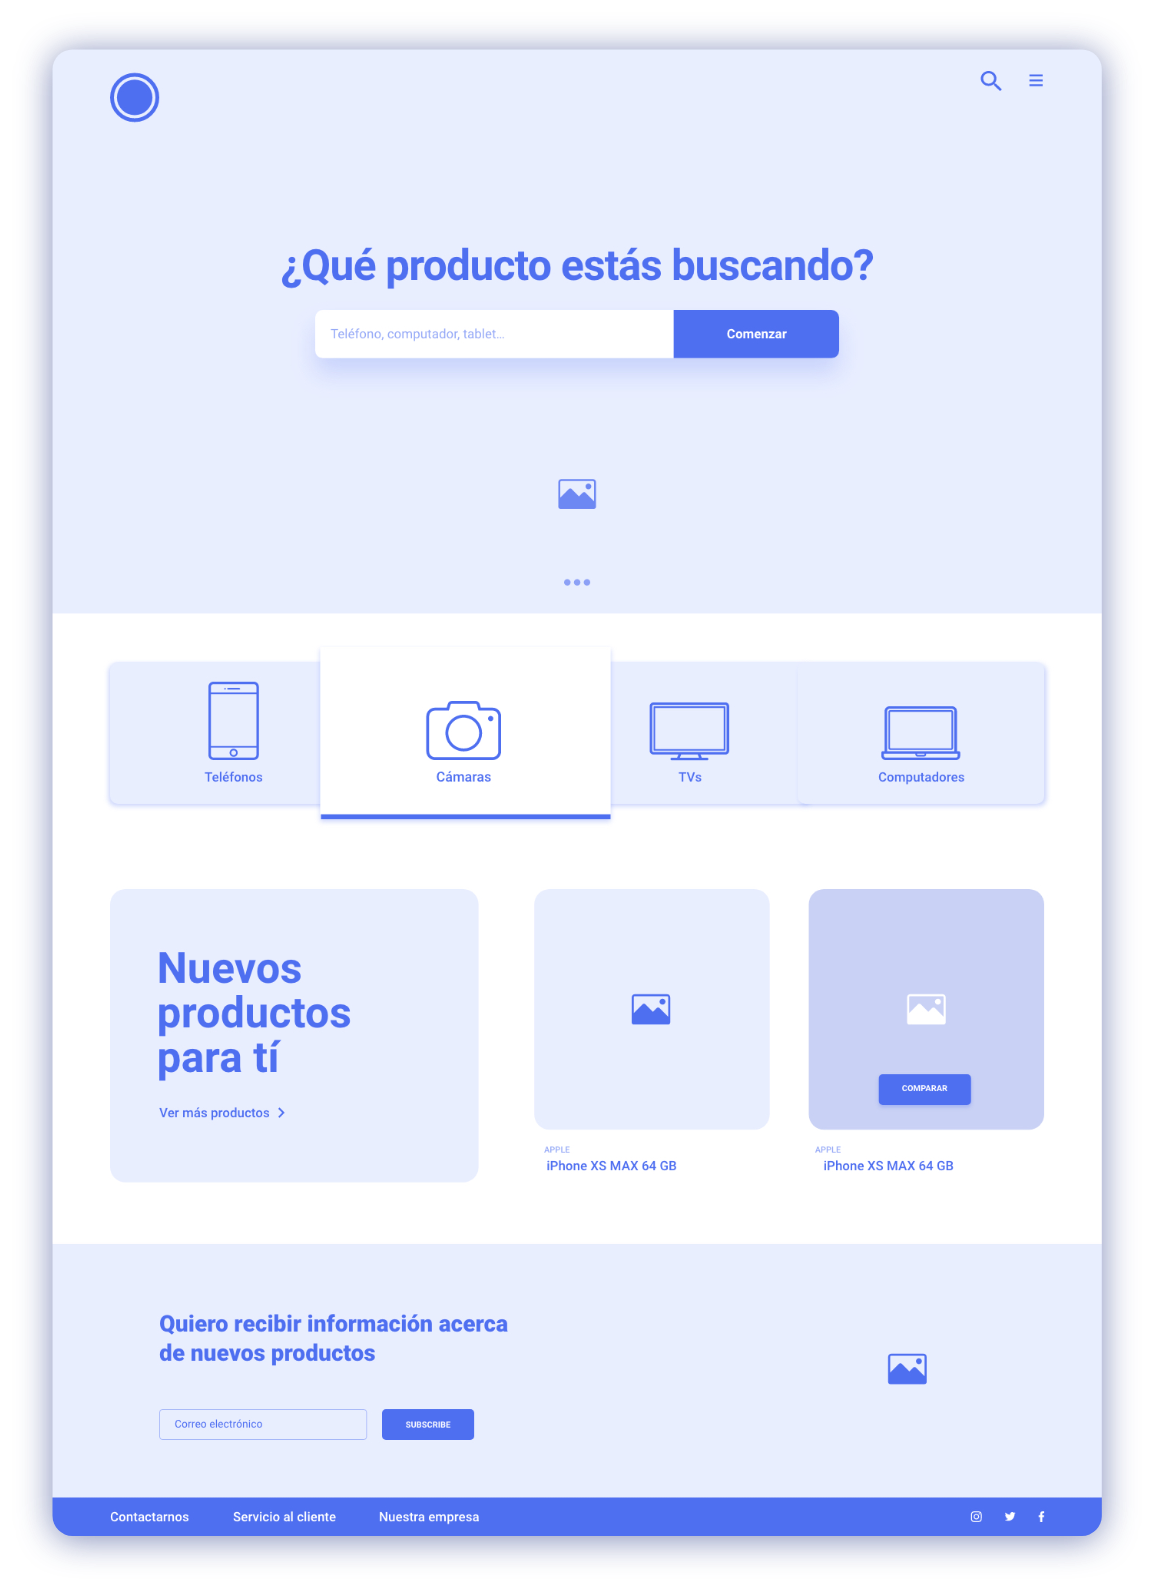 ¿Qué producto estás buscando?
Teléfono, computador, tablet...
Comenzar
Teléfonos
Cámaras
TVs
Computadores
Nuevos
productos
para tí
Ver más productos
COMPARAR
APPLE
iPhone XS MAX 64 GB
APPLE
iPhone XS MAX 64 GB
Quiero recibir información acerca
de nuevos productos
Correo electrónico
SUBSCRIBE
Contactarnos
Servicio al cliente
Nuestra empresa